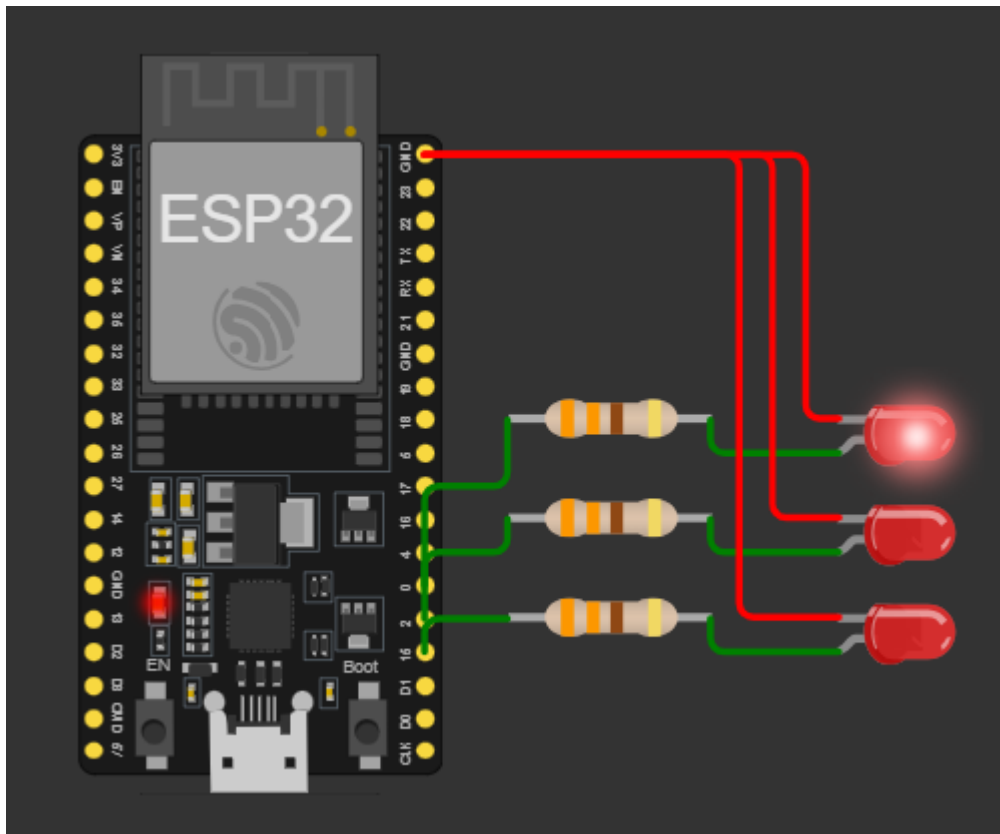 ESP32
3V3
EN
VP
VN
34
35
32
33
25
26
27
14
12
GND
13
D2
D3
CMD
5V
GND
23
22
TX
RX
21
GND
19
18
5
17
16
4
0
2
15
D1
D0
CLK
EN
Boot